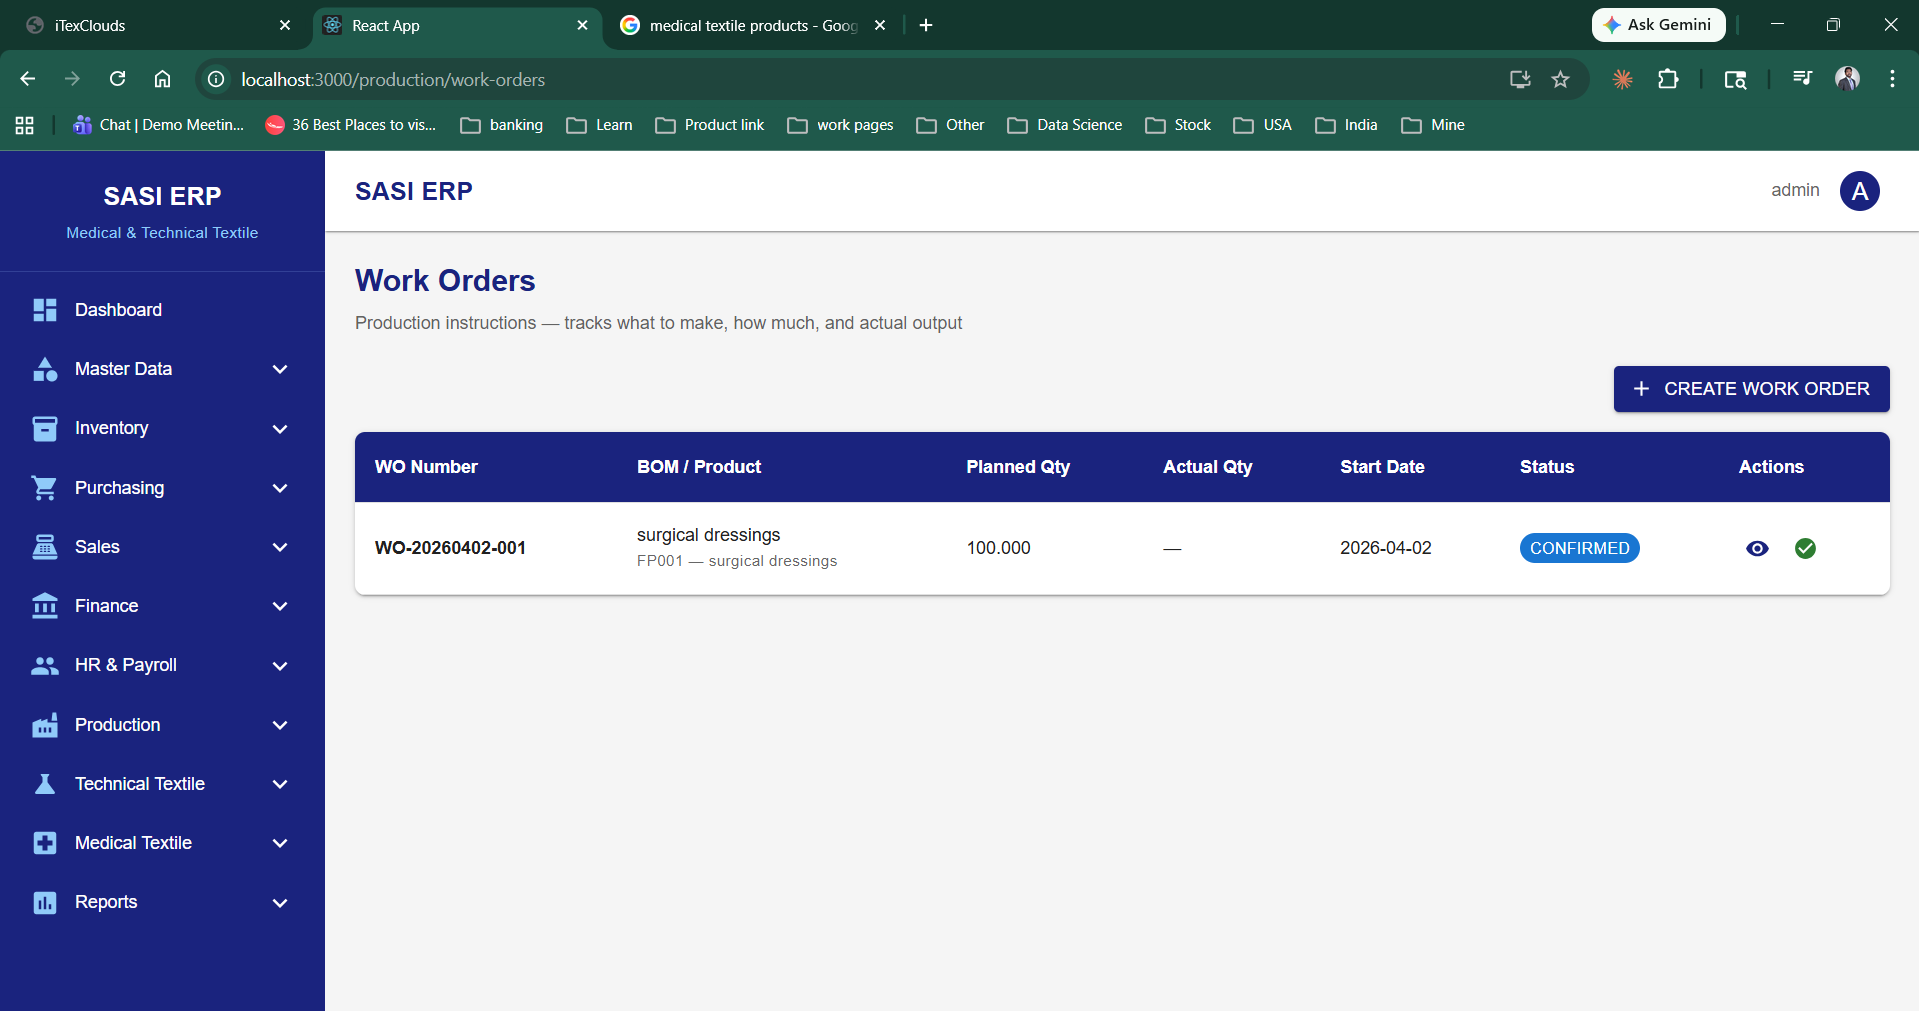 iTexClouds
React App
medical textile products - Goog
Ask Gemini
localhost:3000/production/work-orders
Chat | Demo Meetin...
36 Best Places to vis...
banking
Learn
Product link
work pages
Other
Data Science
Stock
USA
India
Mine
SASI ERP
Medical & Technical Textile
Dashboard
Master Data
Inventory
Purchasing
Sales
Finance
HR & Payroll
Production
Technical Textile
Medical Textile
Reports
SASI ERP
admin
A
Work Orders
Production instructions — tracks what to make, how much, and actual output
+ CREATE WORK ORDER
WO Number BOM / Product Planned Qty Actual Qty Start Date Status Actions
WO-20260402-001 surgical dressings 100.000 — 2026-04-02 CONFIRMED
FP001 — surgical dressings